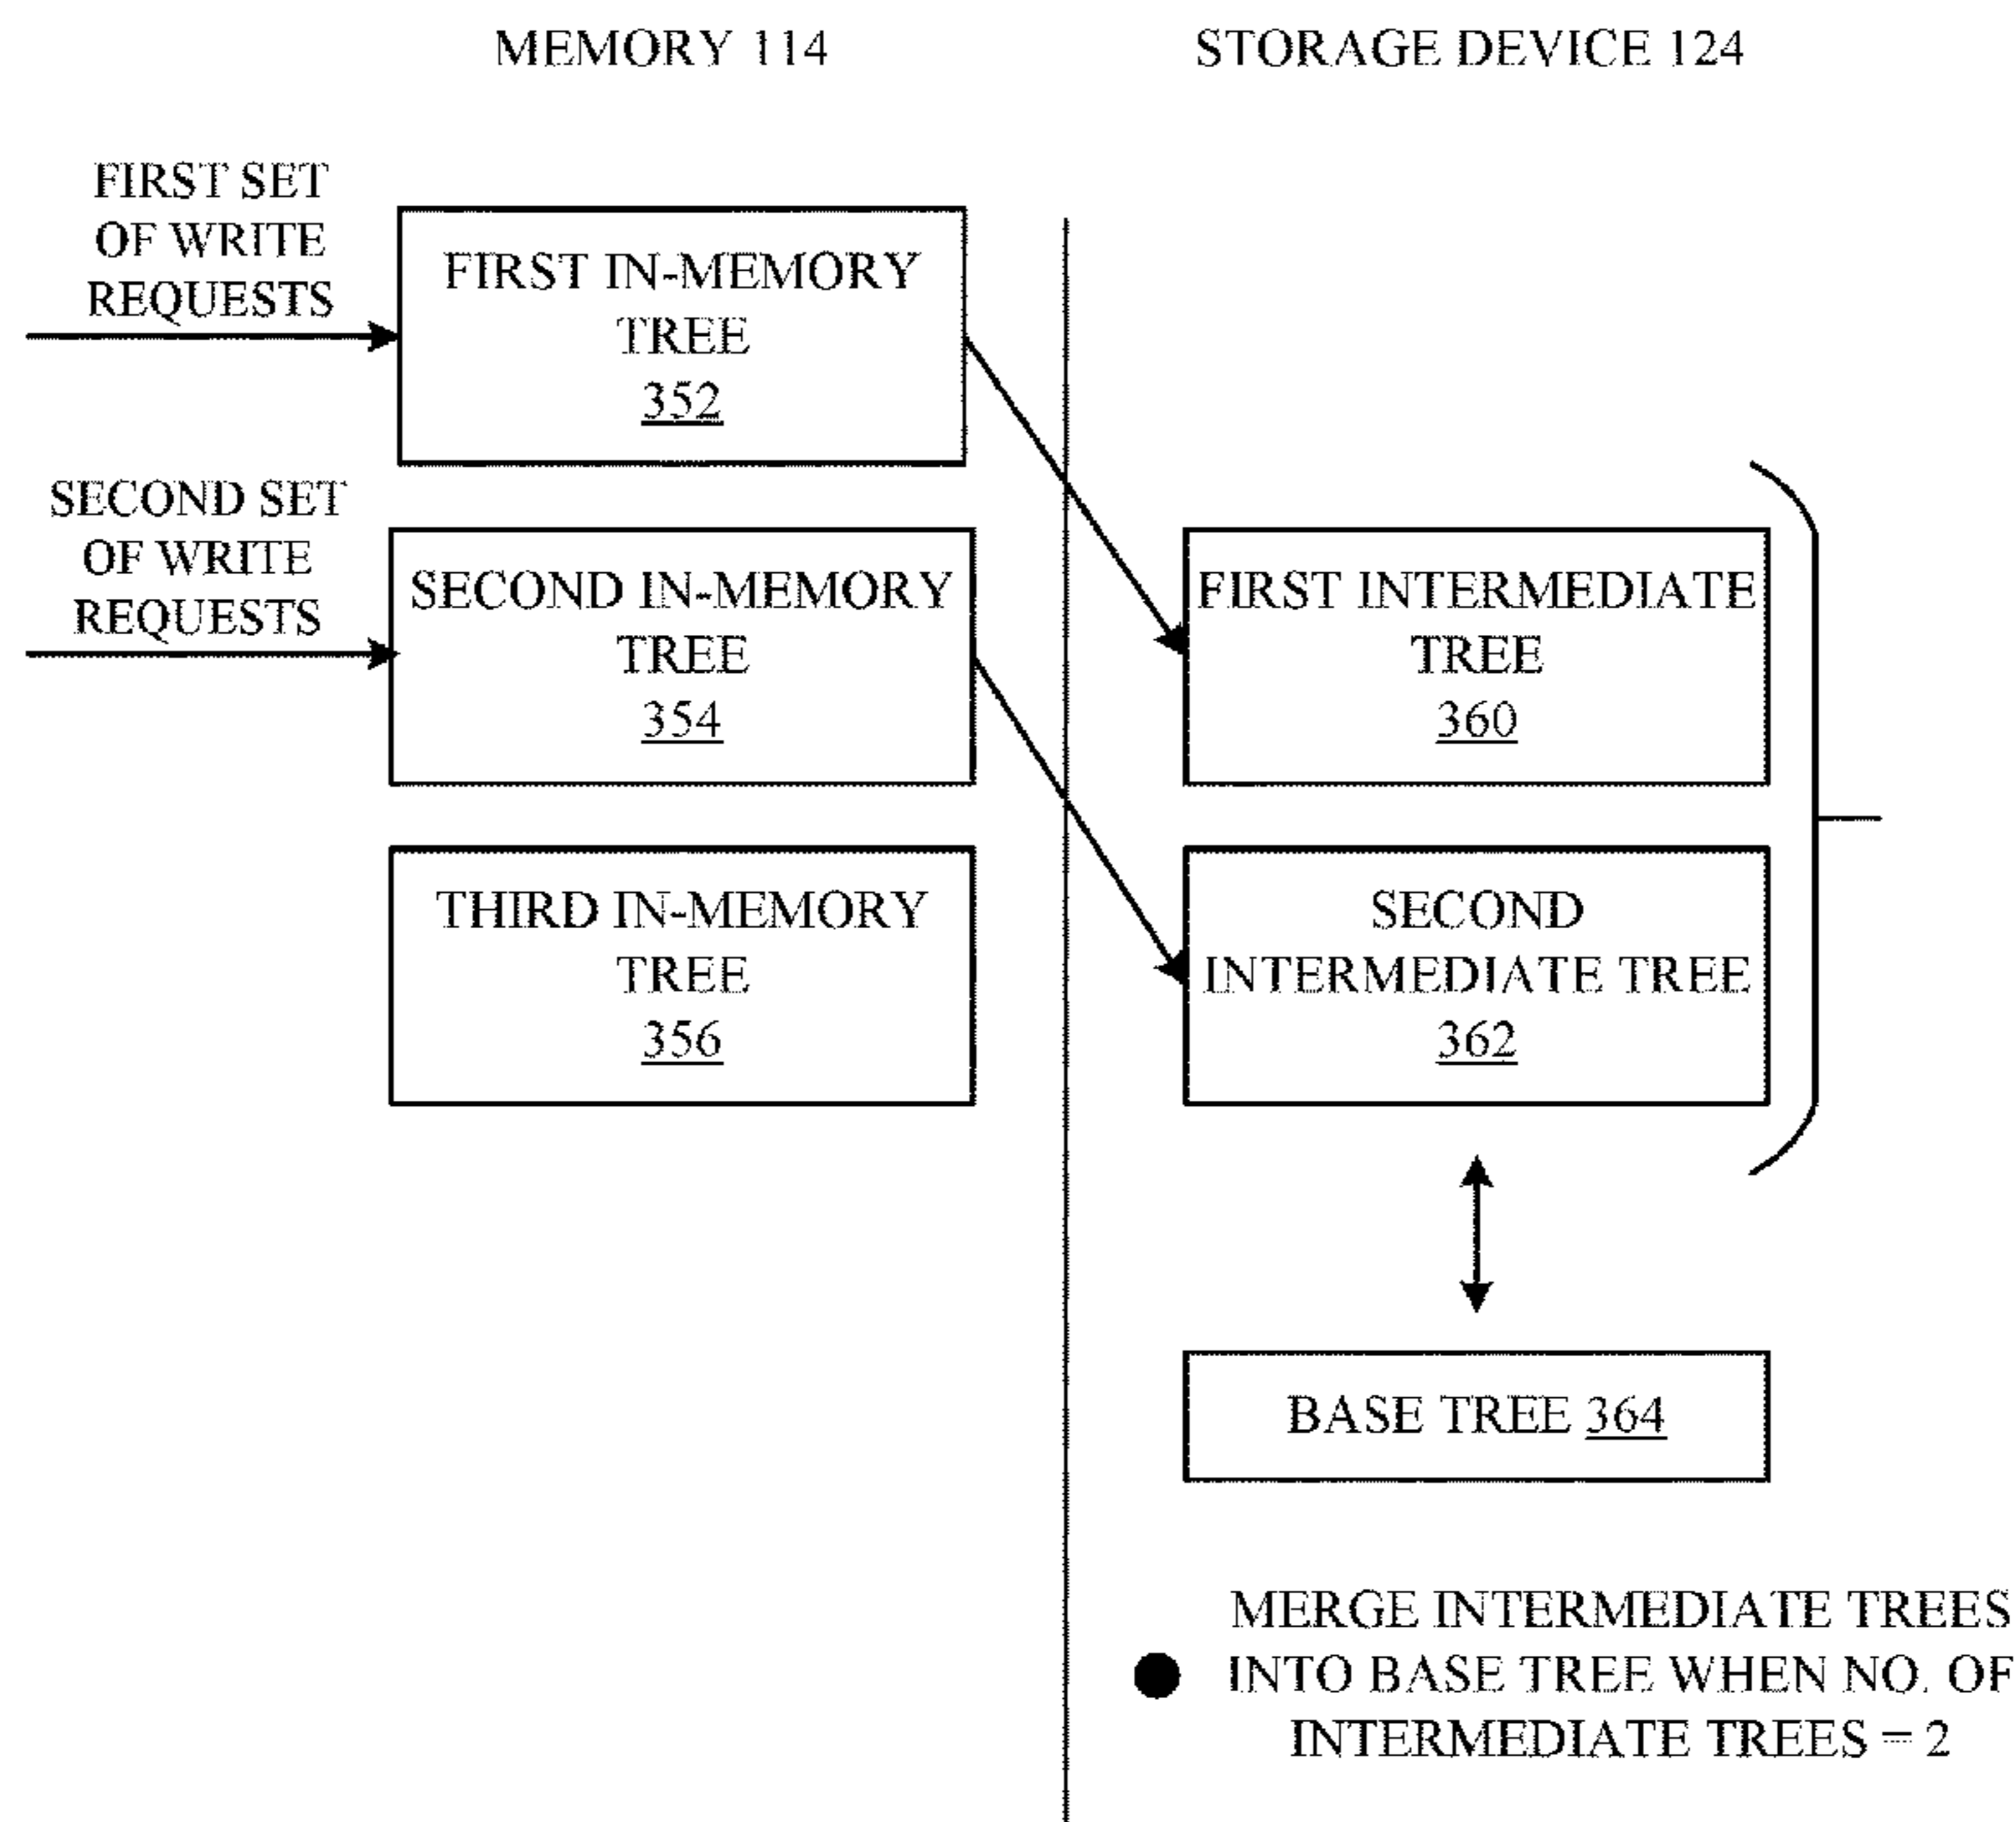 MEMORY 114
STORAGE DEVICE 124
FIRST SET
OF WRITE
REQUESTS
FIRST IN-MEMORY
TREE
352
SECOND SET
OF WRITE
REQUESTS
SECOND IN-MEMORY
TREE
354
FIRST INTERMEDIATE
TREE
360
THIRD IN-MEMORY
TREE
356
SECOND
INTERMEDIATE TREE
362
BASE TREE 364
MERGE INTERMEDIATE TREES
INTO BASE TREE WHEN NO. OF
INTERMEDIATE TREES = 2